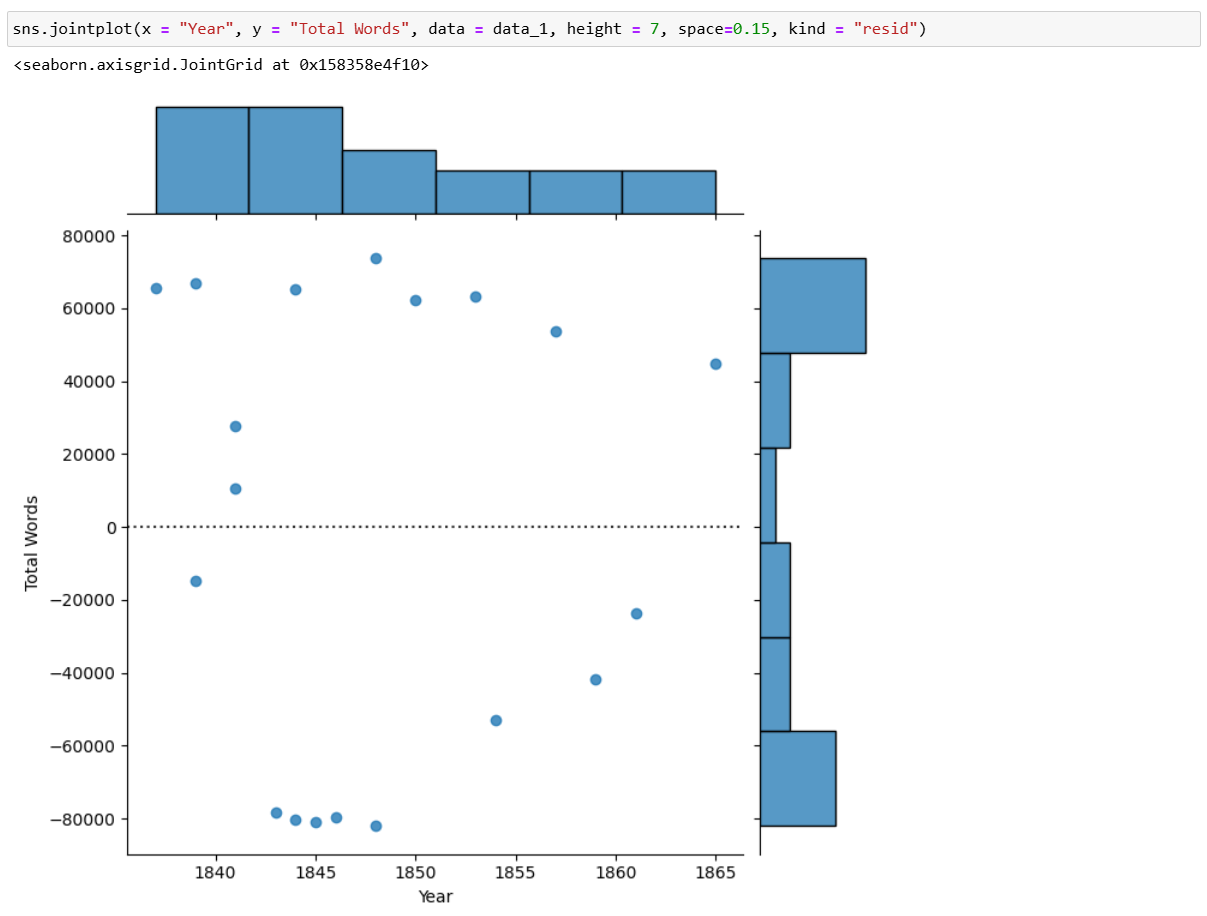 sns.jointplot(x = "Year", y = "Total Words", data = data_1, height = 7, space=0.15, kind = "resid")
<seaborn.axisgrid.JointGrid at 0x158358e4f10>
80000
60000
40000
20000
0
−20000
−40000
−60000
−80000
Total Words
1840 1845 1850 1855 1860 1865
Year